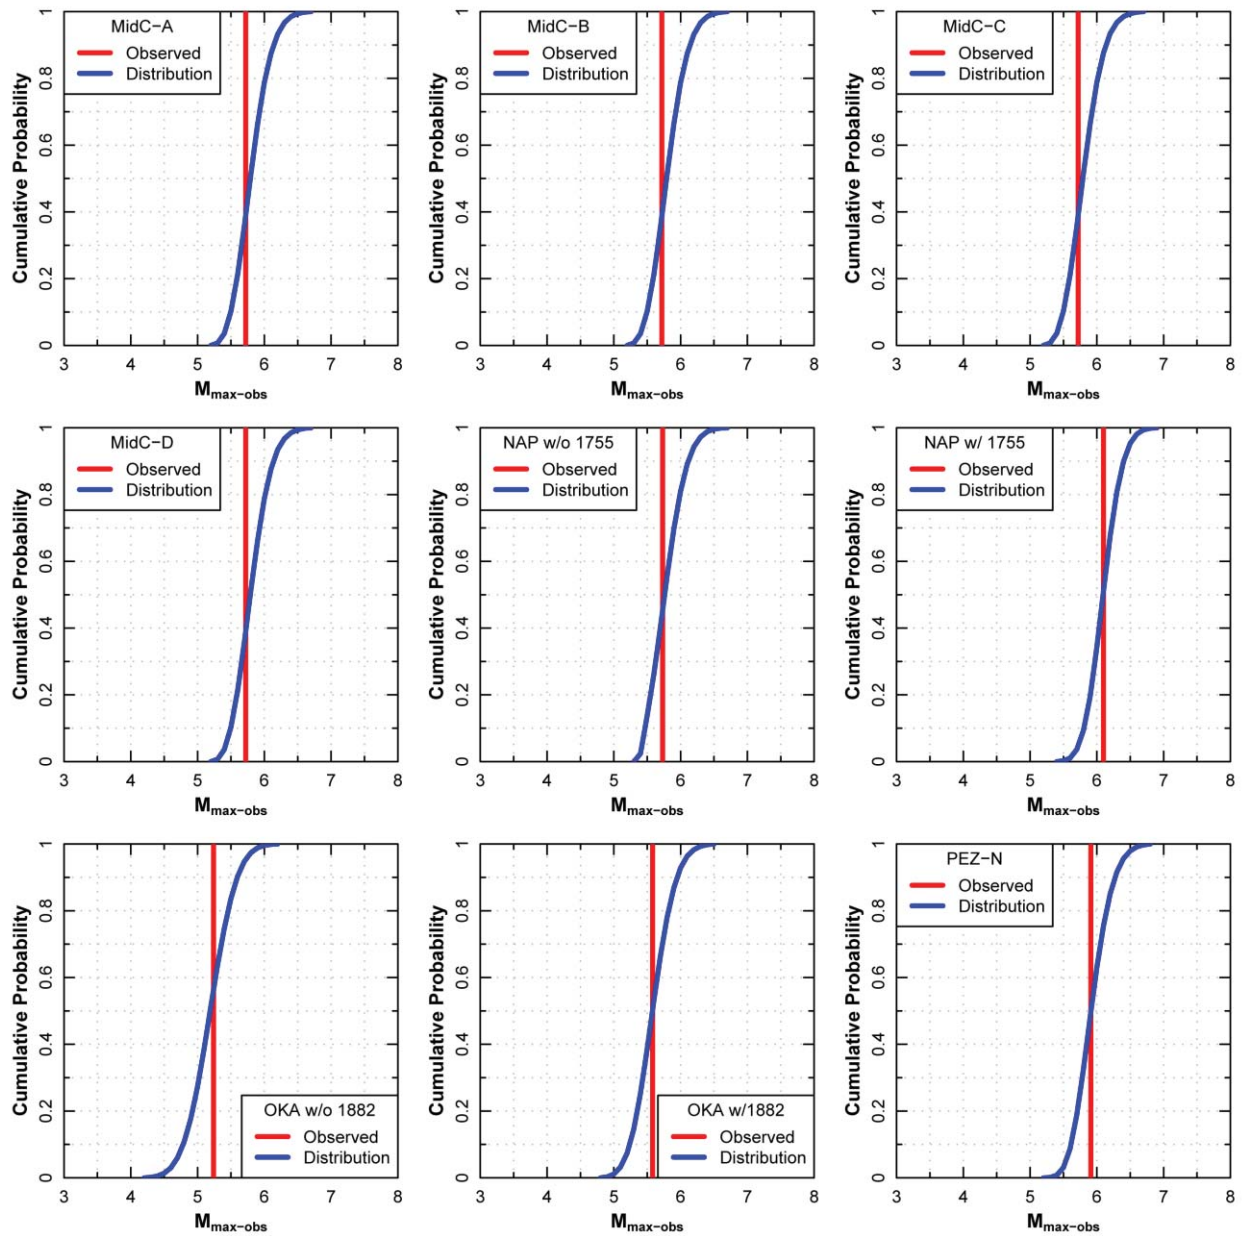 MidC−A
Observed
Distribution
Cumulative Probability
0 0.2 0.4 0.6 0.8 1
3 4 5 6 7 8
Mmax−obs
MidC−B
Observed
Distribution
Cumulative Probability
0 0.2 0.4 0.6 0.8 1
3 4 5 6 7 8
Mmax−obs
MidC−C
Observed
Distribution
Cumulative Probability
0 0.2 0.4 0.6 0.8 1
3 4 5 6 7 8
Mmax−obs
MidC−D
Observed
Distribution
Cumulative Probability
0 0.2 0.4 0.6 0.8 1
3 4 5 6 7 8
Mmax−obs
NAP w/o 1755
Observed
Distribution
Cumulative Probability
0 0.2 0.4 0.6 0.8 1
3 4 5 6 7 8
Mmax−obs
NAP w/ 1755
Observed
Distribution
Cumulative Probability
0 0.2 0.4 0.6 0.8 1
3 4 5 6 7 8
Mmax−obs
Cumulative Probability
0 0.2 0.4 0.6 0.8 1
OKA w/o 1882
Observed
Distribution
3 4 5 6 7 8
Mmax−obs
Cumulative Probability
0 0.2 0.4 0.6 0.8 1
OKA w/1882
Observed
Distribution
3 4 5 6 7 8
Mmax−obs
PEZ−N
Observed
Distribution
Cumulative Probability
0 0.2 0.4 0.6 0.8 1
3 4 5 6 7 8
Mmax−obs